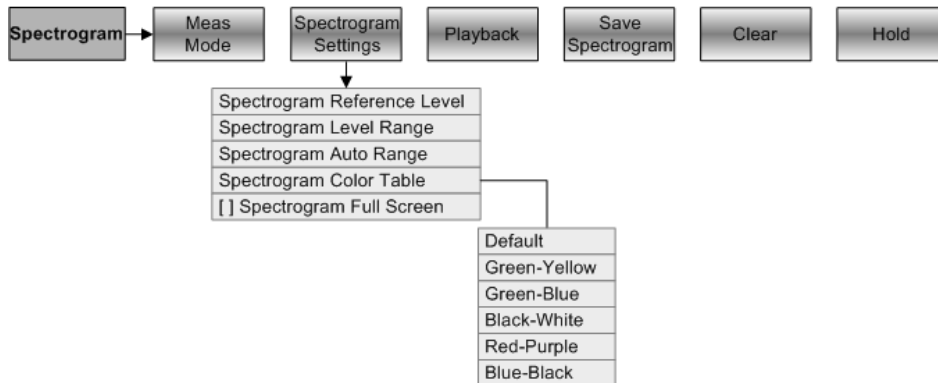 Spectrogram
Meas
Mode
Spectrogram
Settings
Playback
Save
Spectrogram
Clear
Hold
Spectrogram Reference Level
Spectrogram Level Range
Spectrogram Auto Range
Spectrogram Color Table
[ ] Spectrogram Full Screen
Default
Green-Yellow
Green-Blue
Black-White
Red-Purple
Blue-Black